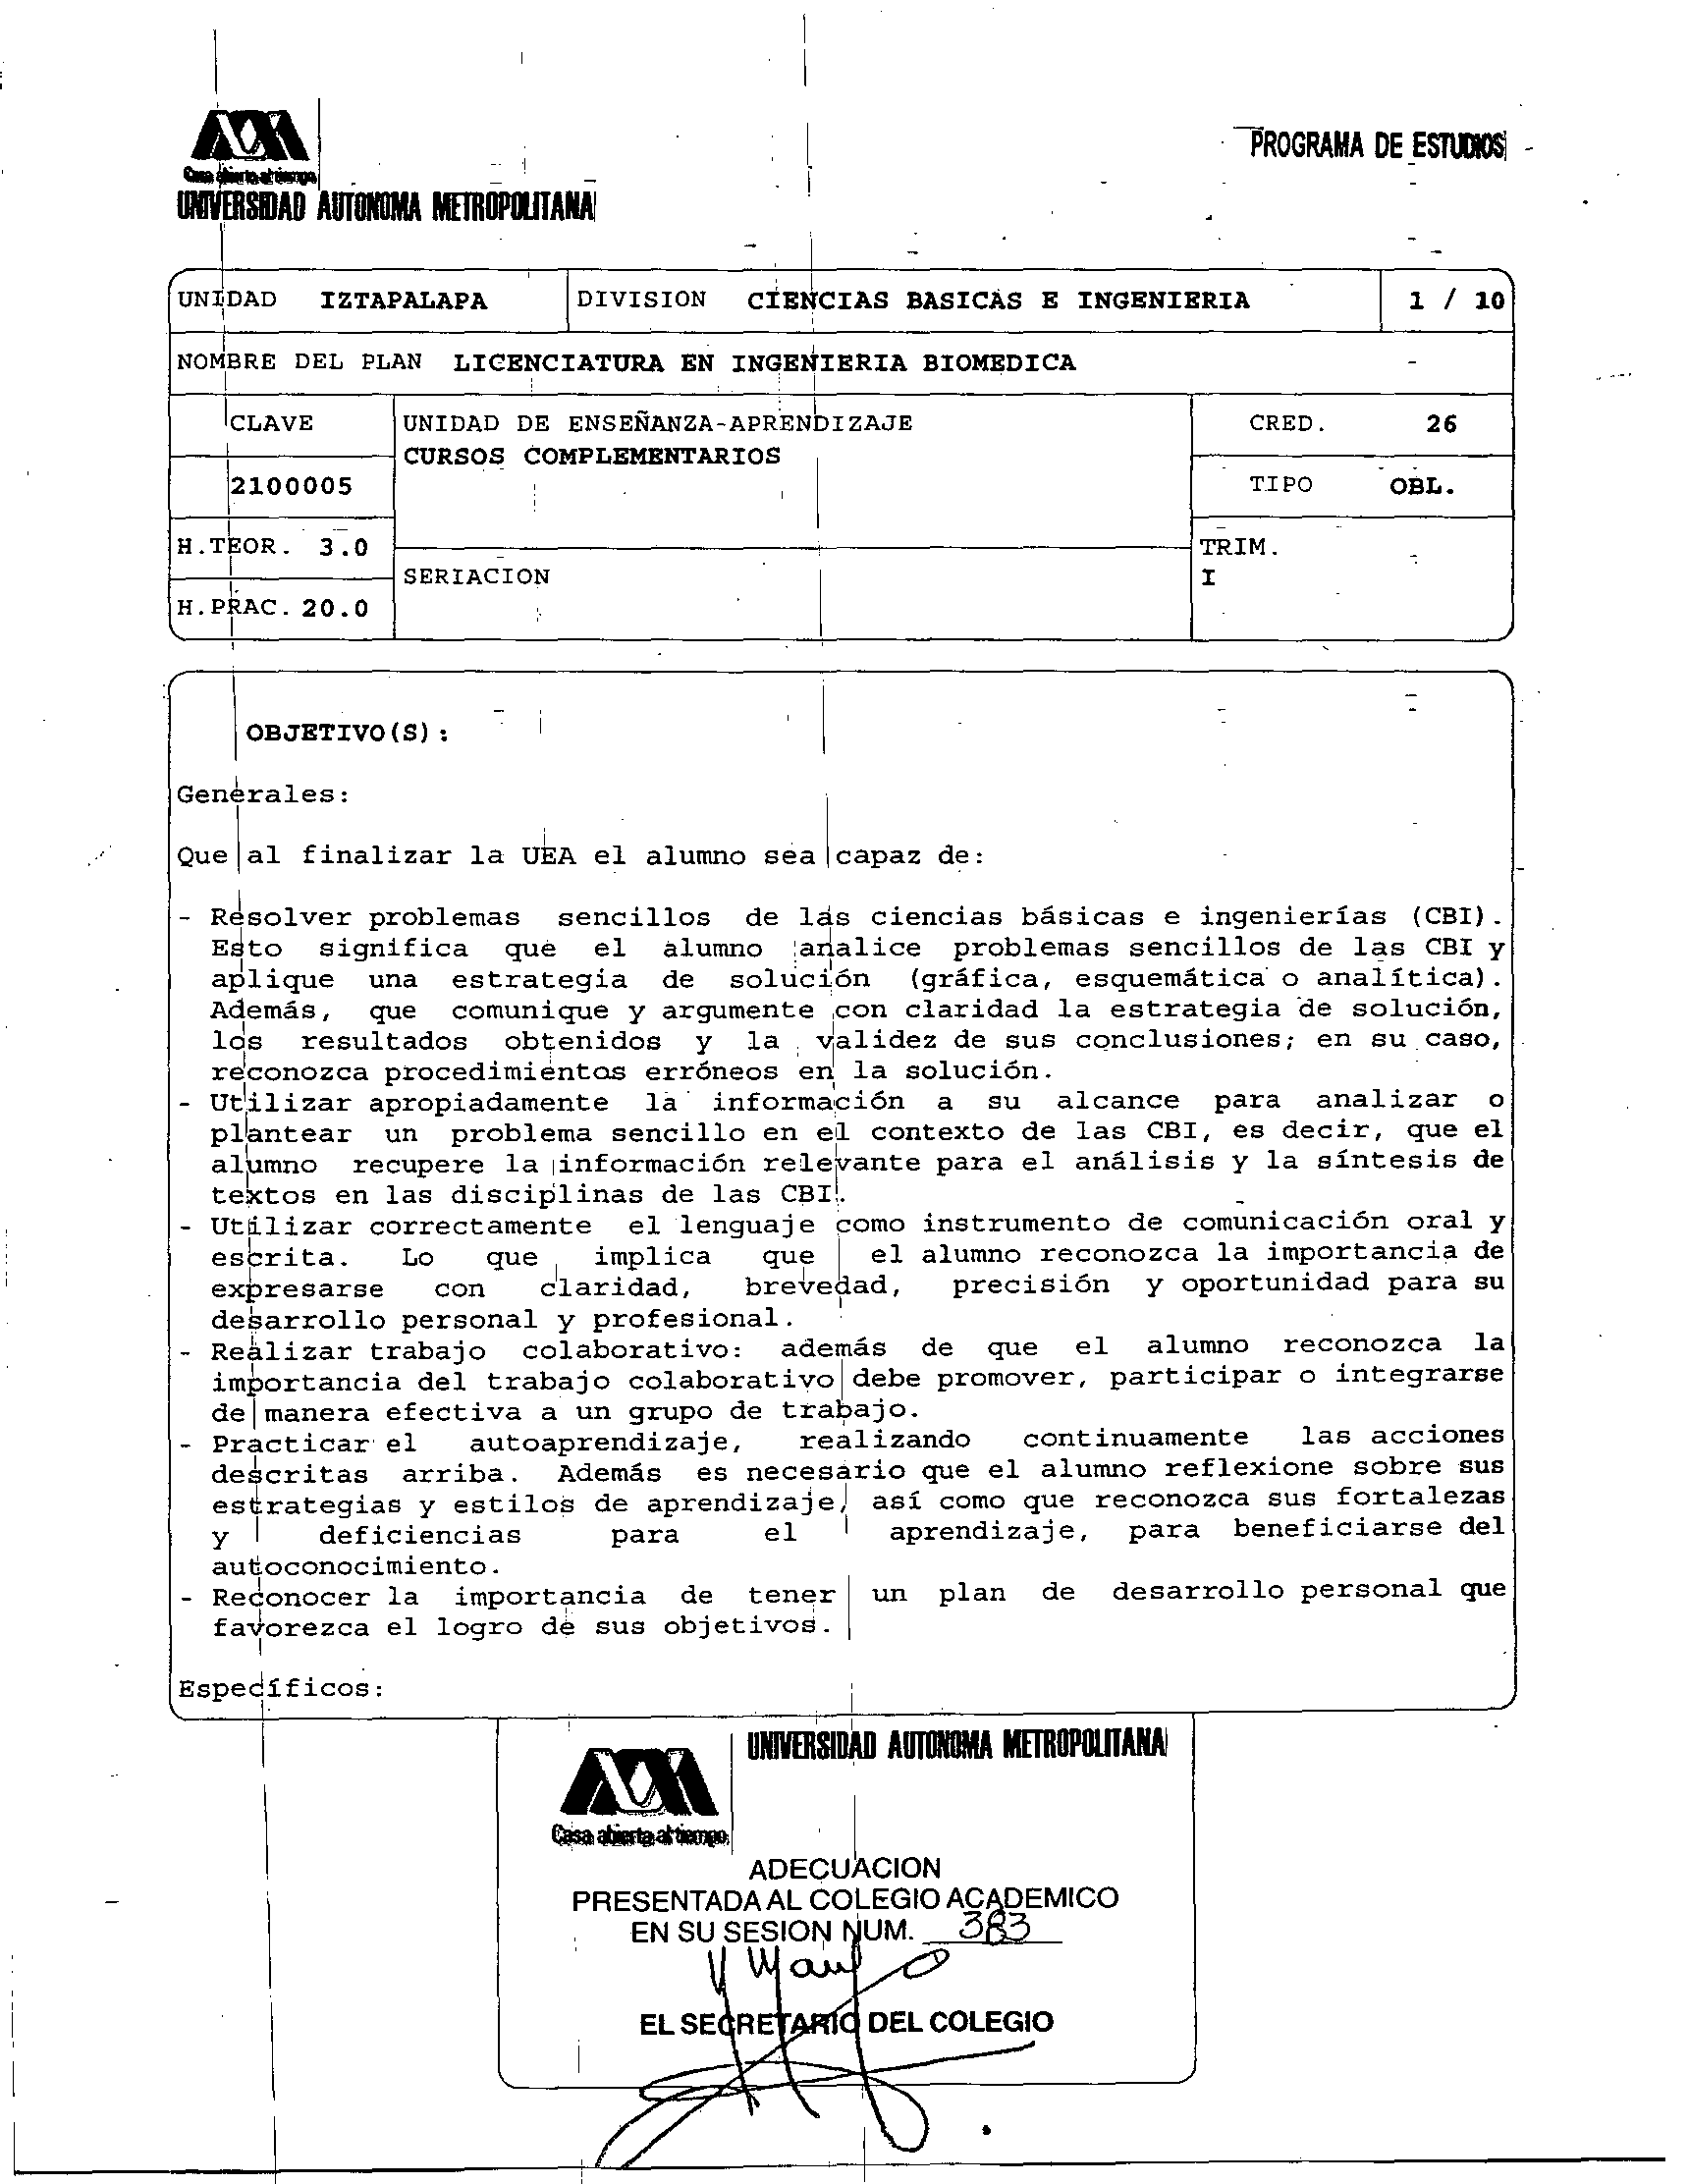 Casa abierta al tiempo
UNIVERSIDAD AUTONOMA METROPOLITANA
PROGRAMA DE ESTUDIOS
UNIDAD IZTAPALAPA DIVISION CIENCIAS BASICAS E INGENIERIA 1 / 10
NOMBRE DEL PLAN LICENCIATURA EN INGENIERIA BIOMEDICA
CLAVE UNIDAD DE ENSEÑANZA-APRENDIZAJE CRED. 26
CURSOS COMPLEMENTARIOS
2100005 TIPO OBL.
H.TEOR. 3.0 TRIM.
SERIACION I
H.PRAC. 20.0
OBJETIVO(S):
Generales:
Que al finalizar la UEA el alumno sea capaz de:
- Resolver problemas sencillos de las ciencias básicas e ingenierías (CBI).
Esto significa que el alumno analice problemas sencillos de las CBI y
aplique una estrategia de solución (gráfica, esquemática o analítica).
Además, que comunique y argumente con claridad la estrategia de solución,
los resultados obtenidos y la validez de sus conclusiones; en su caso,
reconozca procedimientos erróneos en la solución.
- Utilizar apropiadamente la información a su alcance para analizar o
plantear un problema sencillo en el contexto de las CBI, es decir, que el
alumno recupere la información relevante para el análisis y la síntesis de
textos en las disciplinas de las CBI.
- Utilizar correctamente el lenguaje como instrumento de comunicación oral y
escrita. Lo que implica que el alumno reconozca la importancia de
expresarse con claridad, brevedad, precisión y oportunidad para su
desarrollo personal y profesional.
- Realizar trabajo colaborativo: además de que el alumno reconozca la
importancia del trabajo colaborativo debe promover, participar o integrarse
de manera efectiva a un grupo de trabajo.
- Practicar el autoaprendizaje, realizando continuamente las acciones
descritas arriba. Además es necesario que el alumno reflexione sobre sus
estrategias y estilos de aprendizaje, así como que reconozca sus fortalezas
y deficiencias para el aprendizaje, para beneficiarse del
autoconocimiento.
- Reconocer la importancia de tener un plan de desarrollo personal que
favorezca el logro de sus objetivos.
Específicos:
UNIVERSIDAD AUTONOMA METROPOLITANA
Casa abierta al tiempo
ADECUACION
PRESENTADA AL COLEGIO ACADEMICO
EN SU SESION NUM. 383
EL SECRETARIO DEL COLEGIO